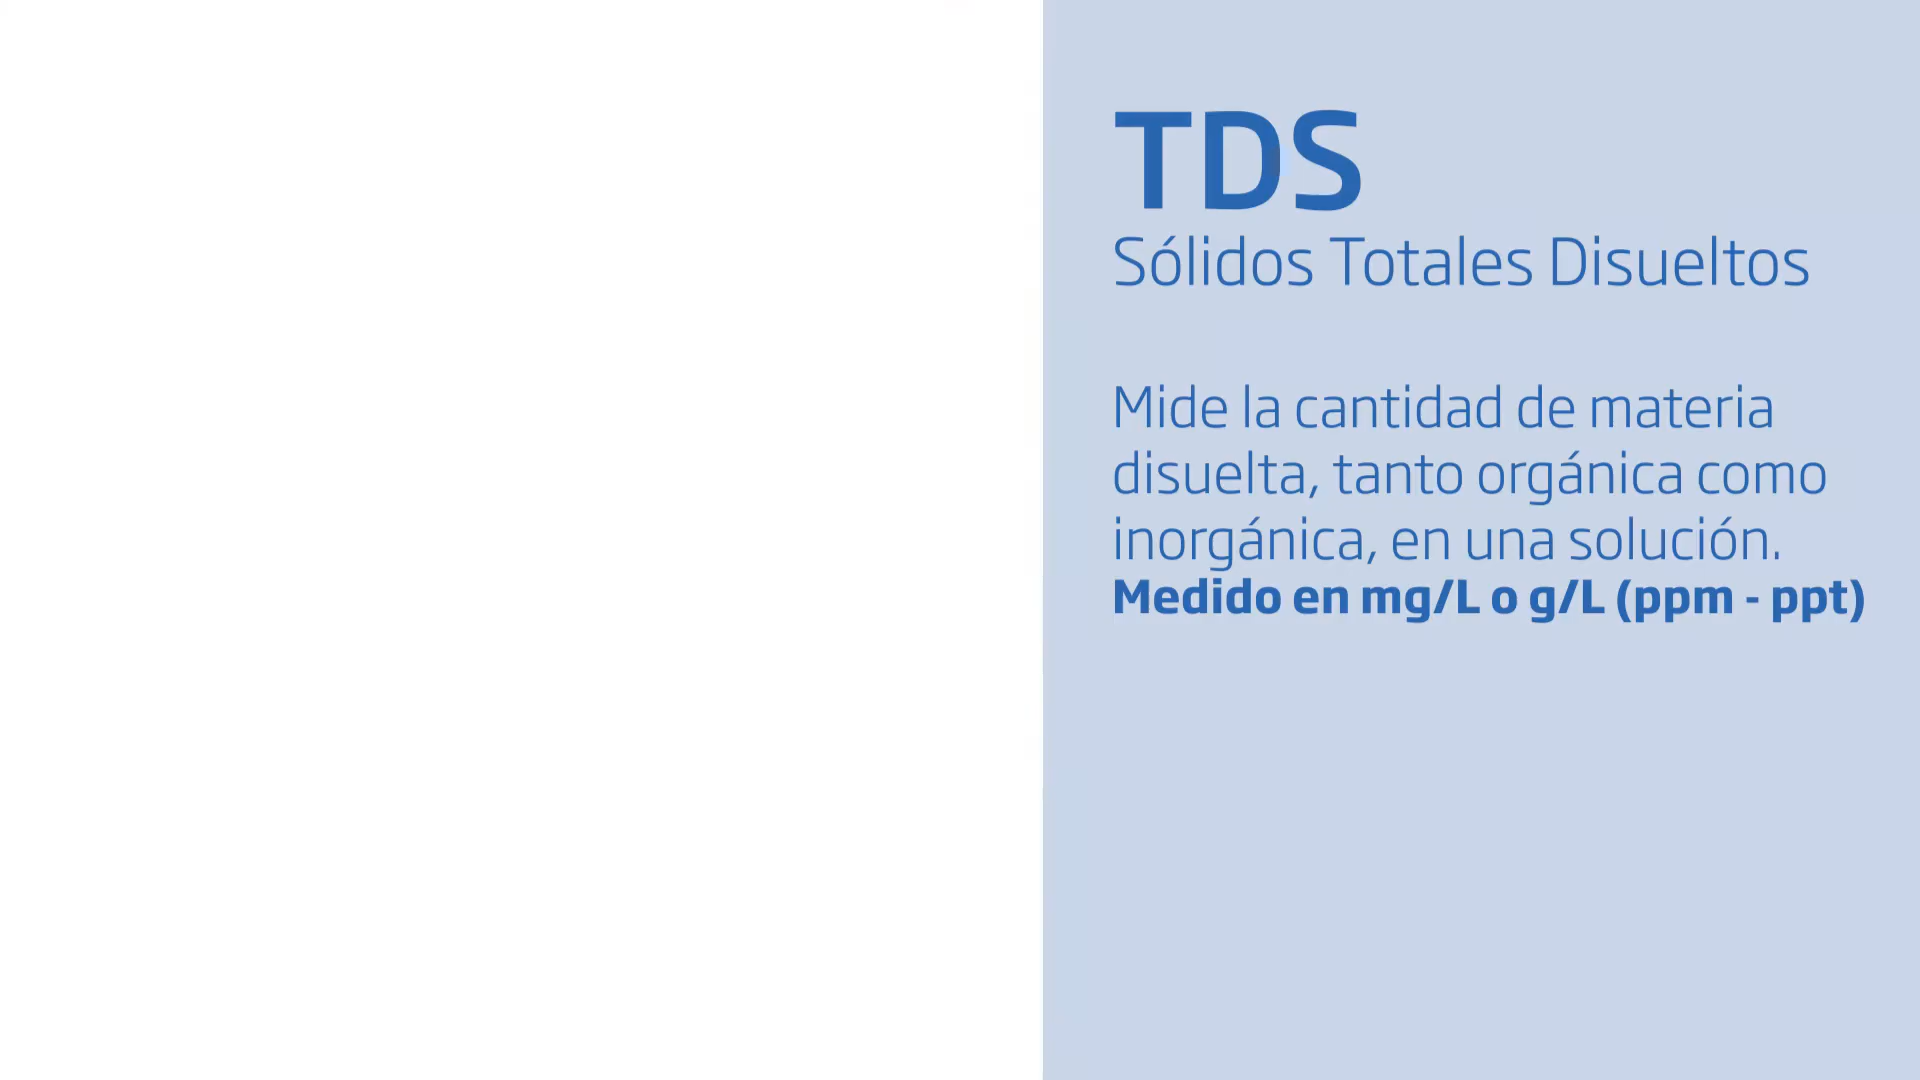 TDS
Sólidos Totales Disueltos
Mide la cantidad de materia
disuelta, tanto orgánica como
inorgánica, en una solución.
Medido en mg/L o g/L (ppm - ppt)